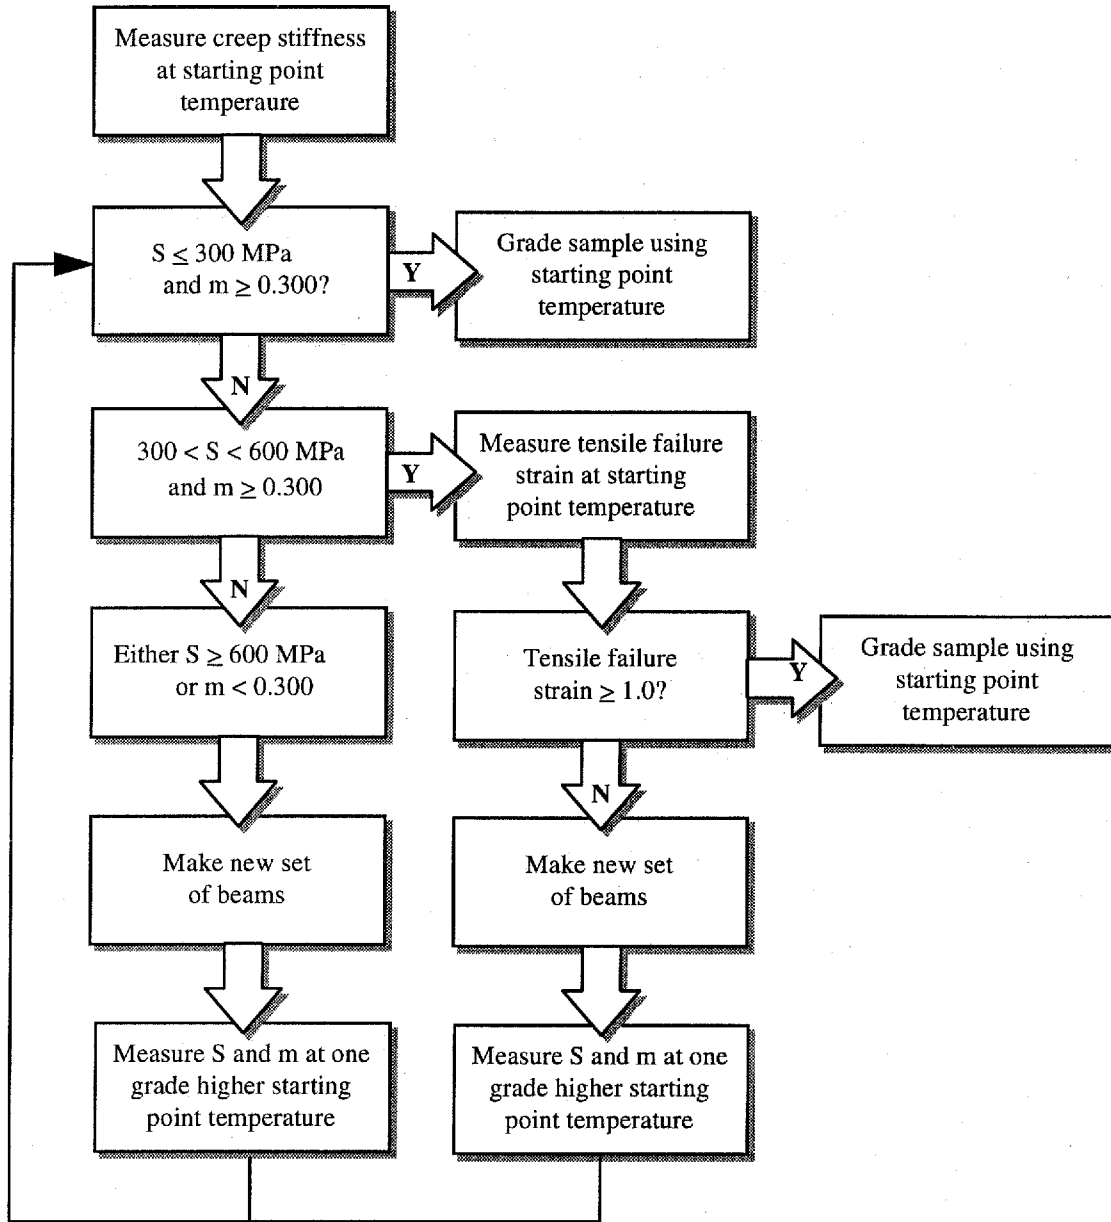 Measure creep stiffness
at starting point
temperaure
S ≤ 300 MPa
and m ≥ 0.300?
Y
Grade sample using
starting point
temperature
N
300 < S < 600 MPa
and m ≥ 0.300
Y
Measure tensile failure
strain at starting
point temperature
N
Either S ≥ 600 MPa
or m < 0.300
Tensile failure
strain ≥ 1.0?
Y
Grade sample using
starting point
temperature
N
Make new set
of beams
Make new set
of beams
Measure S and m at one
grade higher starting
point temperature
Measure S and m at one
grade higher starting
point temperature